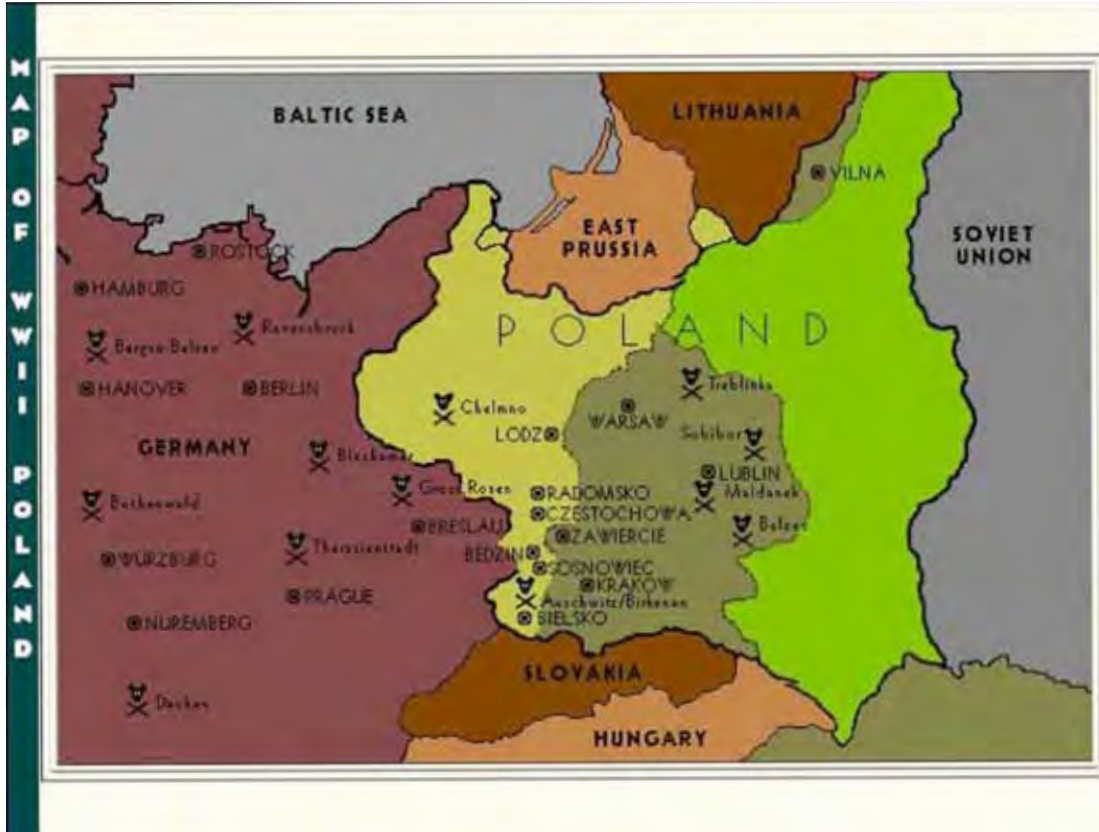 MAP OF WWII POLAND
BALTIC SEA
LITHUANIA
VILNA
EAST
PRUSSIA
SOVIET
UNION
ROSTOCK
HAMBURG
POLAND
Ravensbruck
Bergen-Belsen
HANOVER
BERLIN
Treblinka
Chelmno
WARSAW
LODZ
Sobibor
GERMANY
Blechamer
LUBLIN
Gross Rosen
RADOMSKO
Maidanek
Buchenwald
CZESTOCHOWA
BRESLAU
Belzec
ZAWIERCIE
Theresienstadt
BEDZIN
WURZBURG
SOSNOWIEC
KRAKOW
PRAGUE
Auschwitz/Birkenau
BIELSKO
NUREMBERG
SLOVAKIA
Dachau
HUNGARY